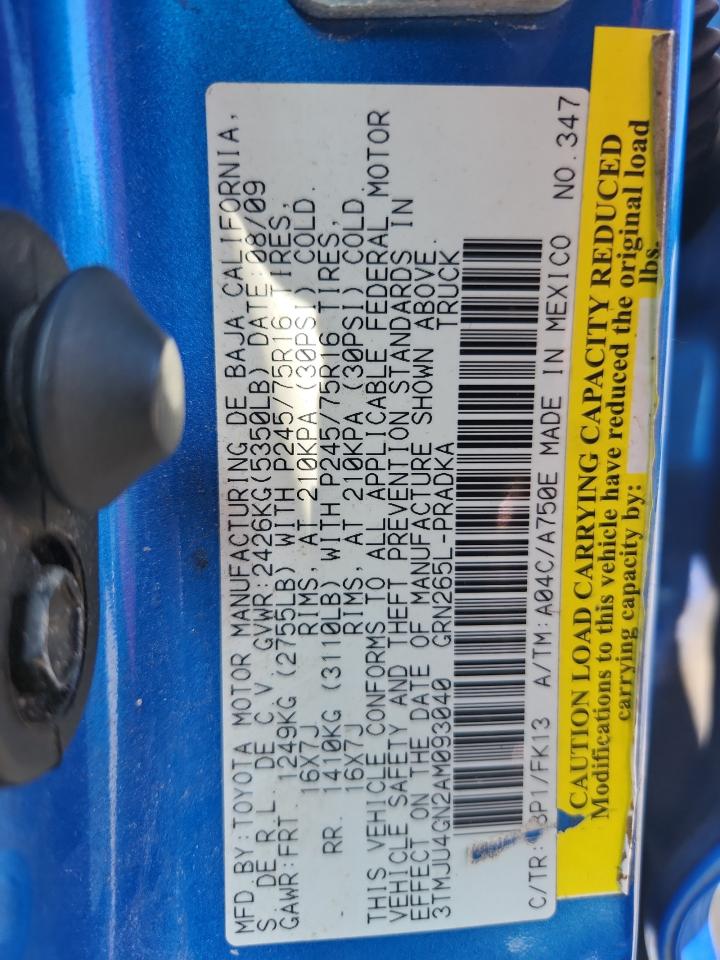 MFD BY: TOYOTA MOTOR MANUFACTURING DE BAJA CALIFORNIA,
S. DE R.L. DE C.V. GVWR: 2426KG(5350LB) DATE: 08/09
GAWR: FRT 1249KG (2755LB) WITH P245/75R16 TIRES,
16X7J RIMS, AT 210KPA (30PSI) COLD.
RR. 1410KG (3110LB) WITH P245/75R16 TIRES,
16X7J RIMS, AT 210KPA (30PSI) COLD.
THIS VEHICLE CONFORMS TO ALL APPLICABLE FEDERAL MOTOR
VEHICLE SAFETY AND THEFT PREVENTION STANDARDS IN
EFFECT ON THE DATE OF MANUFACTURE SHOWN ABOVE.
3TMJU4GN2AM093040 GRN265L-PRADKA TRUCK
C/TR: P1/FK13 A/TM: A04C/A750E MADE IN MEXICO NO. 347
CAUTION LOAD CARRYING CAPACITY REDUCED
Modifications to this vehicle have reduced the original load
carrying capacity by: lbs.